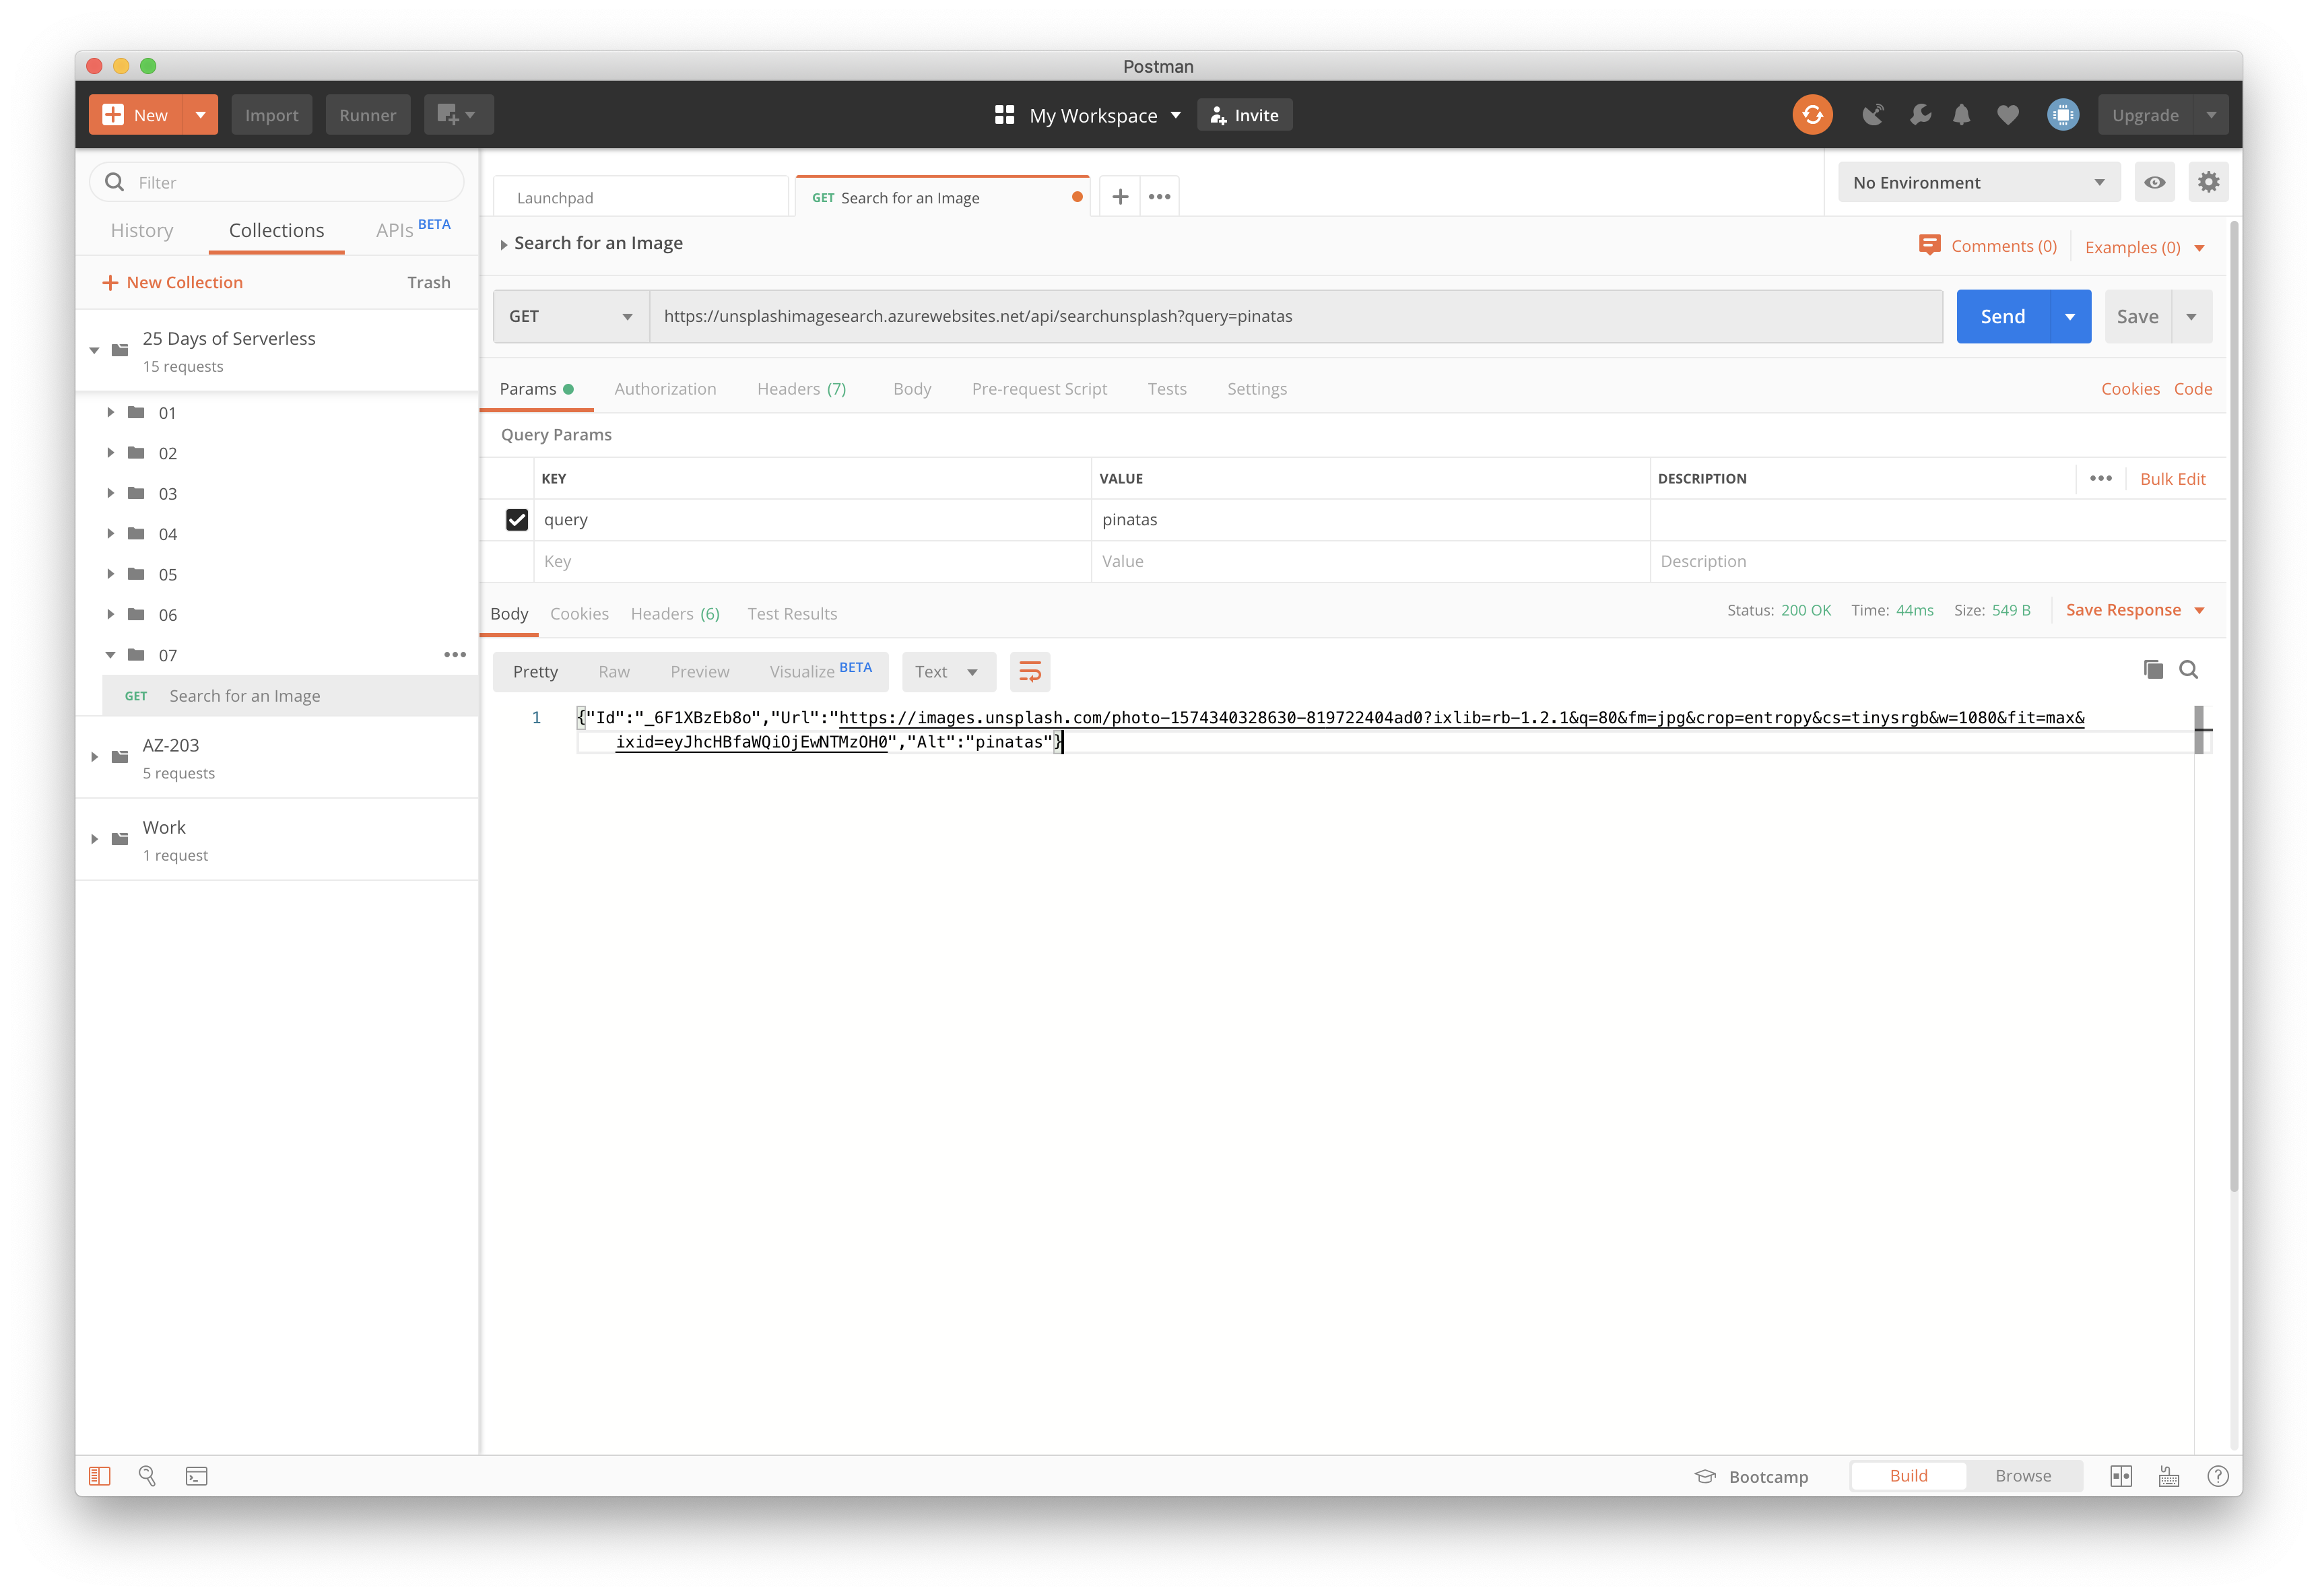 Postman
New
Import
Runner
My Workspace
Invite
Upgrade
Filter
History
Collections
APIs BETA
New Collection
Trash
25 Days of Serverless
15 requests
01
02
03
04
05
06
07
GET Search for an Image
AZ-203
5 requests
Work
1 request
Launchpad
GET Search for an Image
No Environment
Search for an Image
Comments (0)
Examples (0)
GET
https://unsplashimagesearch.azurewebsites.net/api/searchunsplash?query=pinatas
Send
Save
Params
Authorization
Headers (7)
Body
Pre-request Script
Tests
Settings
Cookies
Code
Query Params
KEY
VALUE
DESCRIPTION
Bulk Edit
query
pinatas
Key
Value
Description
Body
Cookies
Headers (6)
Test Results
Status: 200 OK
Time: 44ms
Size: 549 B
Save Response
Pretty
Raw
Preview
Visualize BETA
Text
1
{"Id":"_6F1XBzEb8o","Url":"https://images.unsplash.com/photo-1574340328630-819722404ad0?ixlib=rb-1.2.1&q=80&fm=jpg&crop=entropy&cs=tinysrgb&w=1080&fit=max&
ixid=eyJhcHBfaWQiOjEwNTMzOH0","Alt":"pinatas"}
Bootcamp
Build
Browse